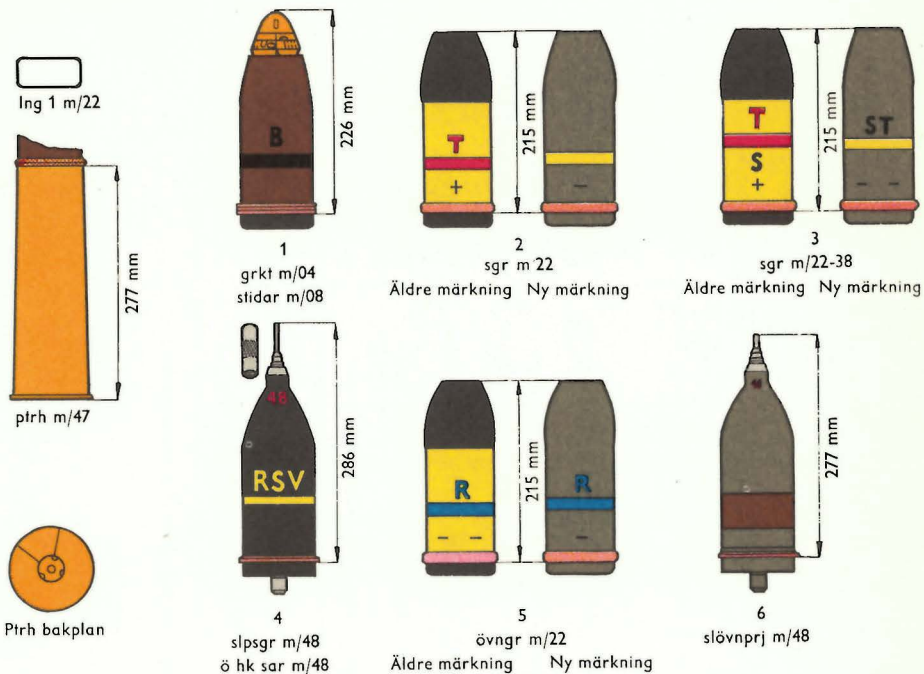 lng 1 m/22
277 mm
ptrh m/47
Ptrh bakplan
B
226 mm
1
grkt m/04
stidar m/08
T
+
–
215 mm
2
sgr m 22
Äldre märkning Ny märkning
T
S
+
ST
– –
215 mm
3
sgr m/22-38
Äldre märkning Ny märkning
48
RSV
286 mm
4
slpsgr m/48
ö hk sar m/48
R
– –
R
–
215 mm
5
övngr m/22
Äldre märkning Ny märkning
277 mm
6
slövnprj m/48